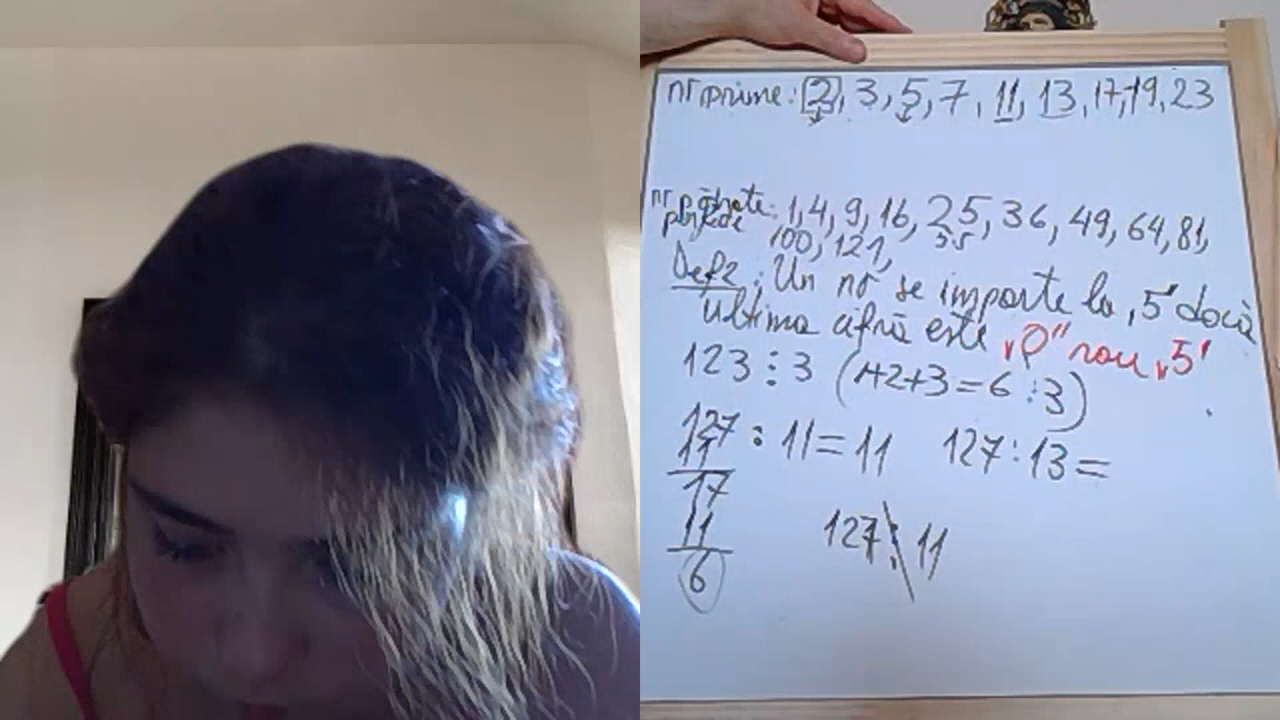 nr prime: 2, 3, 5, 7, 11, 13, 17, 19, 23
nr pătrate: 1, 4, 9, 16, 25, 36, 49, 64, 81,
perfecte 100, 121,
Def2: Un nr se imparte la „5" dacă
ultima cifră este „0" sau „5"
123 ⋮ 3 (1+2+3=6 ⋮ 3)
127 : 11 = 11 127 : 13 =
11
17
11 127 ⋮ 11
6